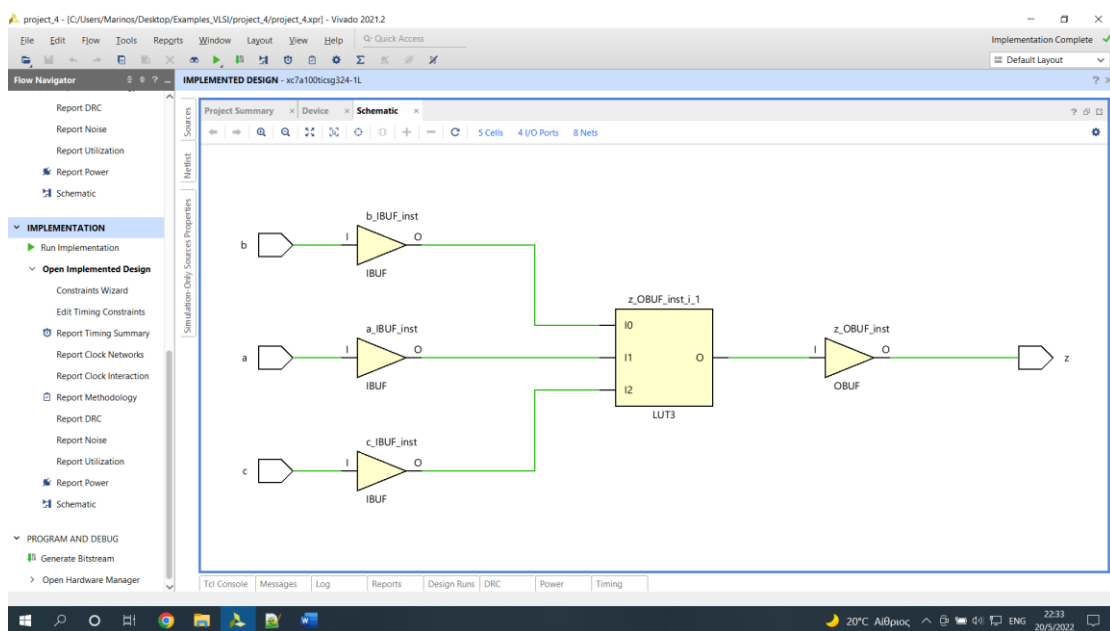 project_4 - [C:/Users/Marinos/Desktop/Examples_VLSI/project_4/project_4.xpr] - Vivado 2021.2
File Edit Flow Tools Reports Window Layout View Help Q- Quick Access
Implementation Complete
Default Layout
Flow Navigator
IMPLEMENTED DESIGN - xc7a100ticsg324-1L
Report DRC
Report Noise
Report Utilization
Report Power
Schematic
IMPLEMENTATION
Run Implementation
Open Implemented Design
Constraints Wizard
Edit Timing Constraints
Report Timing Summary
Report Clock Networks
Report Clock Interaction
Report Methodology
Report DRC
Report Noise
Report Utilization
Report Power
Schematic
PROGRAM AND DEBUG
Generate Bitstream
Open Hardware Manager
Sources
Netlist
Simulation-Only Sources Properties
Project Summary Device Schematic
5 Cells 4 I/O Ports 8 Nets
b_IBUF_inst
b I O
IBUF
z_OBUF_inst_i_1
a_IBUF_inst
a I O
IBUF
I0
I1 O
I2
LUT3
z_OBUF_inst
I O z
OBUF
c_IBUF_inst
c I O
IBUF
Tcl Console Messages Log Reports Design Runs DRC Power Timing
20°C Αίθριος ENG 22:33
20/5/2022